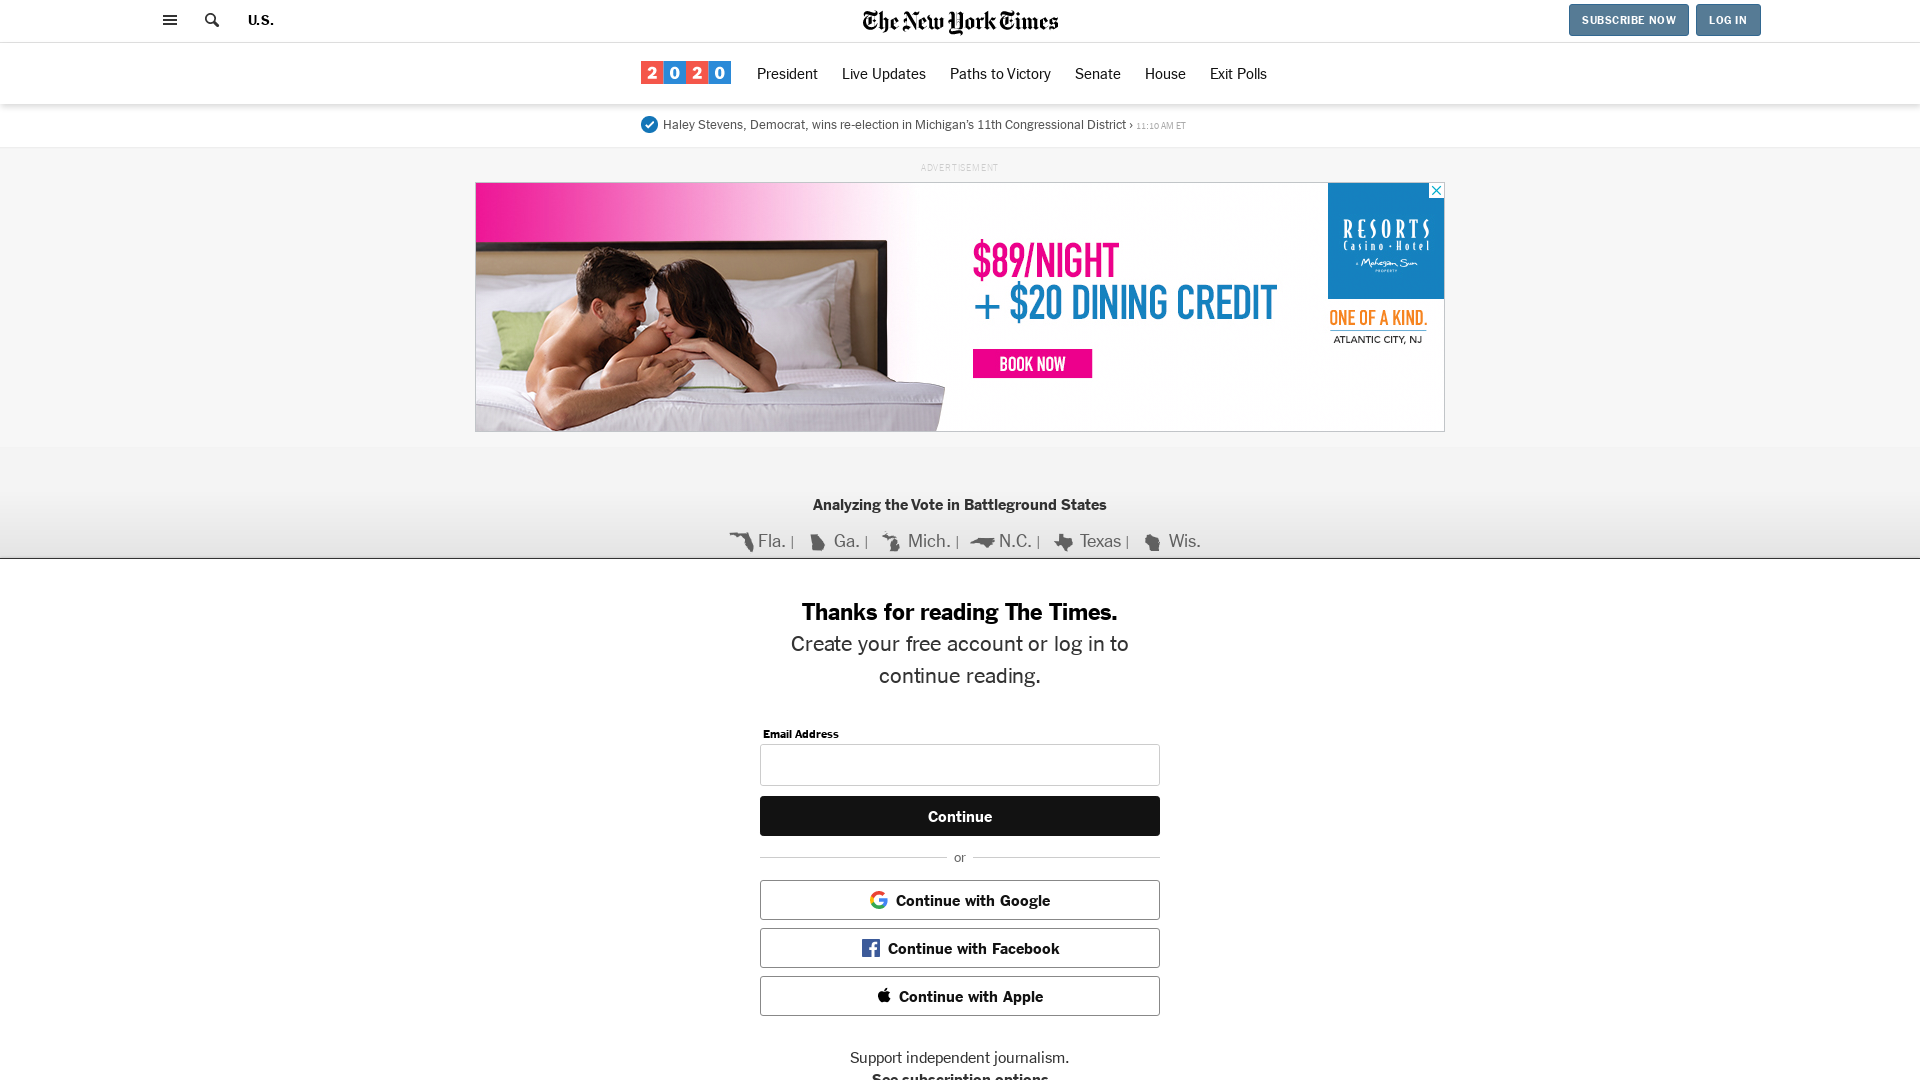 U.S.
The New York Times
SUBSCRIBE NOW
LOG IN
2020
President
Live Updates
Paths to Victory
Senate
House
Exit Polls
Haley Stevens, Democrat, wins re-election in Michigan's 11th Congressional District › 11:10 AM ET
ADVERTISEMENT
$89/NIGHT
+ $20 DINING CREDIT
BOOK NOW
RESORTS
Casino • Hotel
A Mohegan Sun
PROPERTY
ONE OF A KIND.
ATLANTIC CITY, NJ
Analyzing the Vote in Battleground States
Fla. | Ga. | Mich. | N.C. | Texas | Wis.
Thanks for reading The Times.
Create your free account or log in to
continue reading.
Email Address
Continue
or
Continue with Google
Continue with Facebook
Continue with Apple
Support independent journalism.
See subscription options